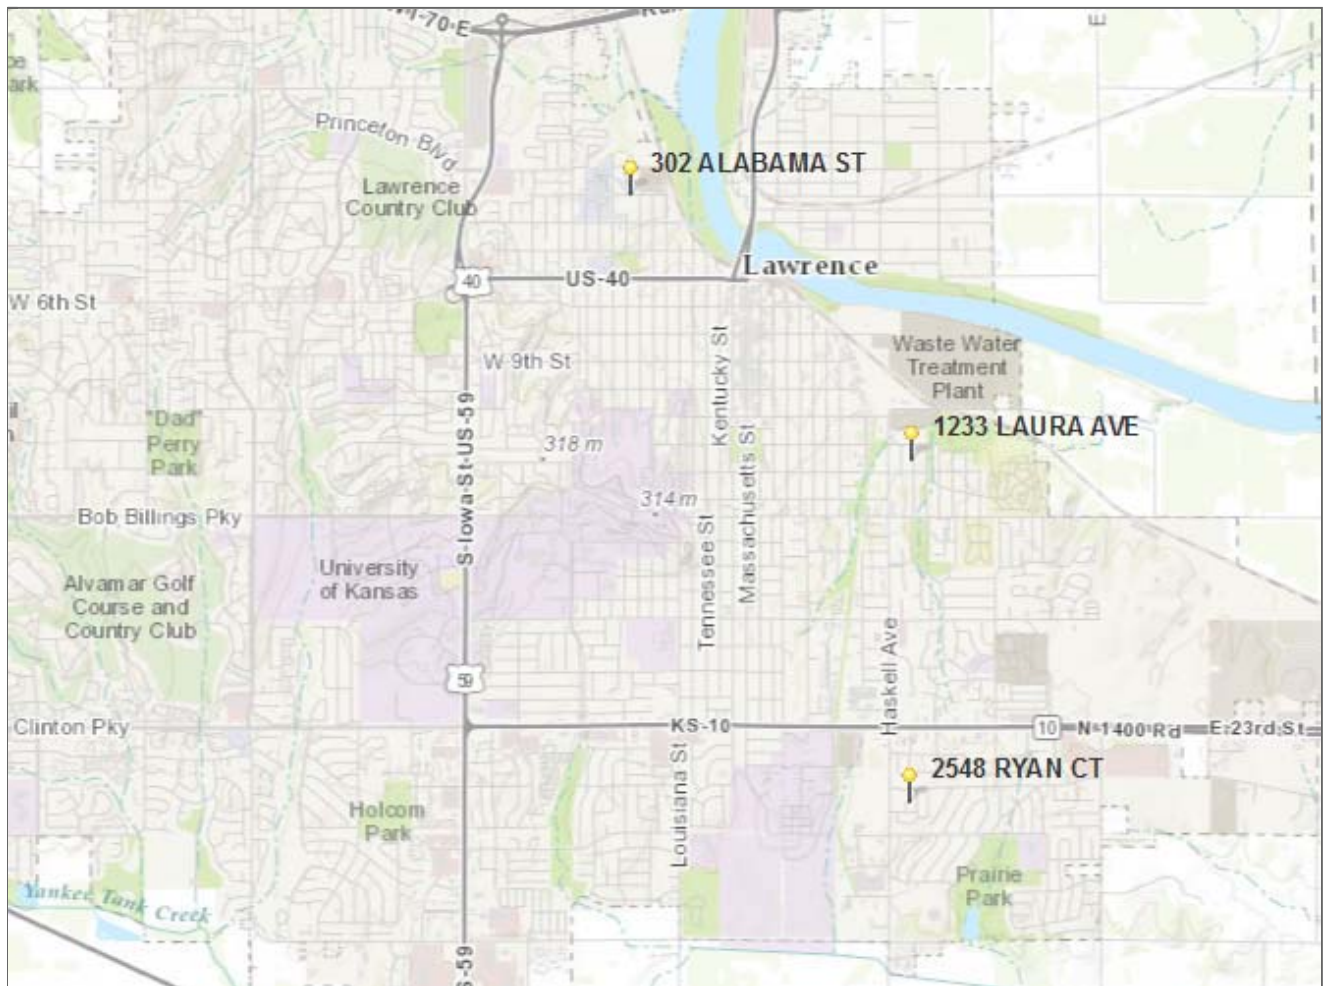 I-70-E
E
ark
Princeton Blvd
302 ALABAMA ST
Lawrence
Country Club
Lawrence
40
US-40
W 6th St
Waste Water
Treatment
Plant
W 9th St
Kentucky St
S-Iowa-St-US-59
"Dad"
Perry
Park
318 m
1233 LAURA AVE
Massachusetts St
314 m
Bob Billings Pky
Tennessee St
University
of Kansas
Alvamar Golf
Course and
Country Club
Haskell Ave
59
Clinton Pky
KS-10
10
N-1400-Rd
E-23rd-St
2548 RYAN CT
Louisiana St
Holcom
Park
Prairie
Park
Yankee Tank Creek
S-59